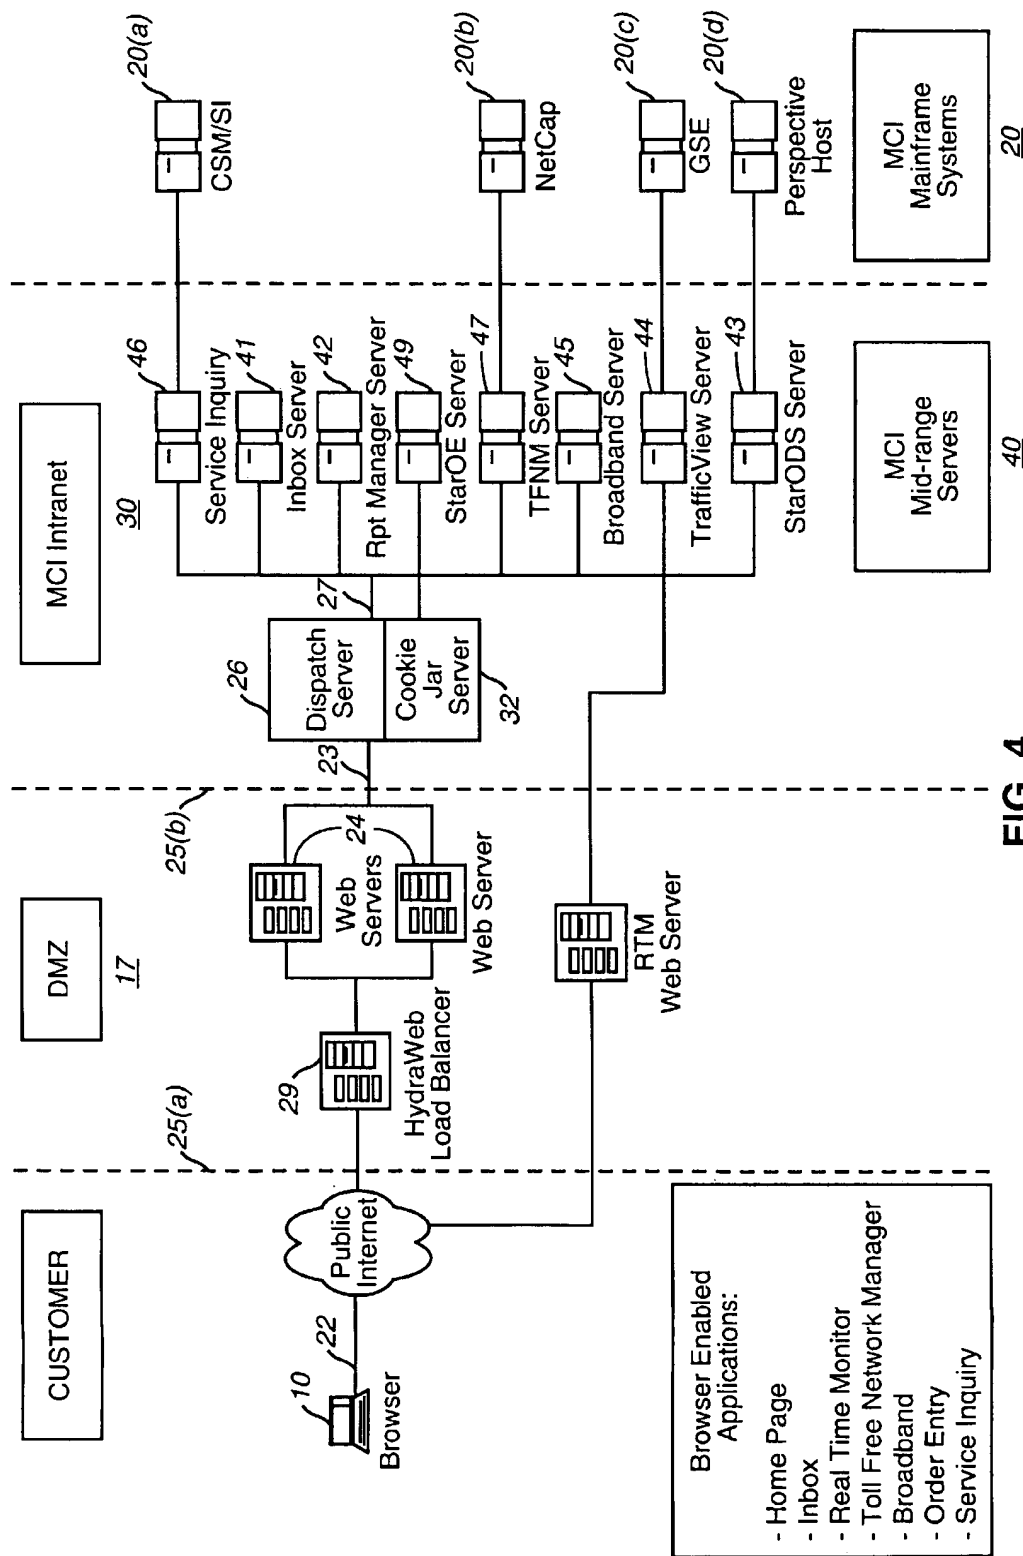 CUSTOMER
DMZ
17
MCI Intranet
30
25(a)
25(b)
10
Browser
22
Public
Internet
29
HydraWeb
Load Balancer
24
Web
Servers
Web Server
RTM
Web Server
23
26
Dispatch
Server
Cookie
Jar
Server
32
27
46
Service Inquiry
41
Inbox Server
42
Rpt Manager Server
49
StarOE Server
47
TFNM Server
45
Broadband Server
44
TrafficView Server
43
StarODS Server
20(a)
CSM/SI
20(b)
NetCap
20(c)
GSE
20(d)
Perspective
Host
Browser Enabled
Applications:
- Home Page
- Inbox
- Real Time Monitor
- Toll Free Network Manager
- Broadband
- Order Entry
- Service Inquiry
MCI
Mid-range
Servers
40
MCI
Mainframe
Systems
20
FIG. 4